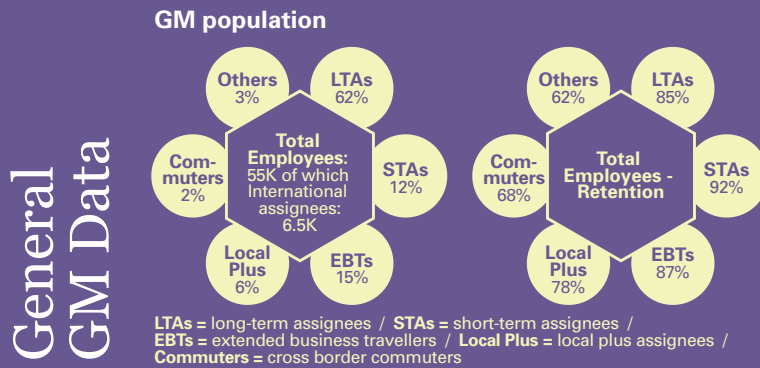 General
GM Data
GM population
Others
3%
LTAs
62%
Com-
muters
2%
Total
Employees:
55K of which
International
assignees:
6.5K
STAs
12%
Local
Plus
6%
EBTs
15%
Others
62%
LTAs
85%
Com-
muters
68%
Total
Employees -
Retention
STAs
92%
Local
Plus
78%
EBTs
87%
LTAs = long-term assignees / STAs = short-term assignees /
EBTs = extended business travellers / Local Plus = local plus assignees /
Commuters = cross border commuters